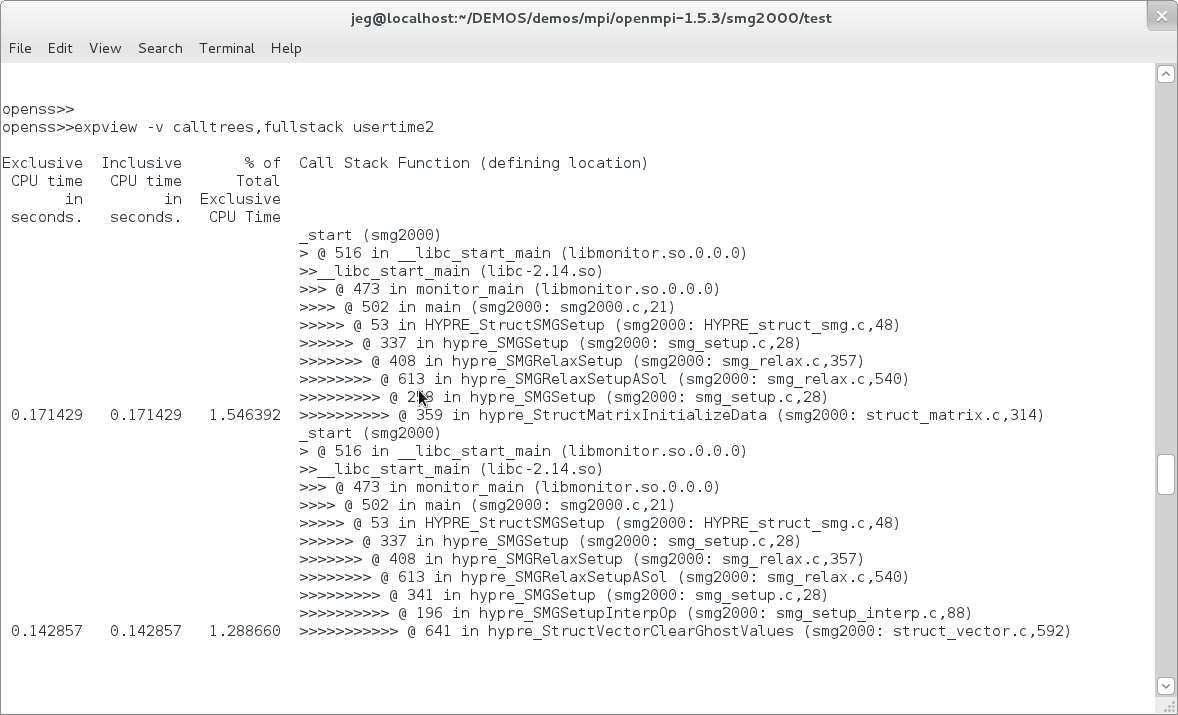 jeg@localhost:~/DEMOS/demos/mpi/openmpi-1.5.3/smg2000/test
File Edit View Search Terminal Help
openss>>
openss>>expview -v calltrees,fullstack usertime2
Exclusive Inclusive % of Call Stack Function (defining location)
CPU time CPU time Total
in in Exclusive
seconds. seconds. CPU Time
_start (smg2000)
> @ 516 in __libc_start_main (libmonitor.so.0.0.0)
>>__libc_start_main (libc-2.14.so)
>>> @ 473 in monitor_main (libmonitor.so.0.0.0)
>>>> @ 502 in main (smg2000: smg2000.c,21)
>>>>> @ 53 in HYPRE_StructSMGSetup (smg2000: HYPRE_struct_smg.c,48)
>>>>>> @ 337 in hypre_SMGSetup (smg2000: smg_setup.c,28)
>>>>>>> @ 408 in hypre_SMGRelaxSetup (smg2000: smg_relax.c,357)
>>>>>>>> @ 613 in hypre_SMGRelaxSetupASol (smg2000: smg_relax.c,540)
>>>>>>>>> @ in hypre_SMGSetup (smg2000: smg_setup.c,28)
0.171429 0.171429 1.546392 >>>>>>>>>> @ 359 in hypre_StructMatrixInitializeData (smg2000: struct_matrix.c,314)
_start (smg2000)
> @ 516 in __libc_start_main (libmonitor.so.0.0.0)
>>__libc_start_main (libc-2.14.so)
>>> @ 473 in monitor_main (libmonitor.so.0.0.0)
>>>> @ 502 in main (smg2000: smg2000.c,21)
>>>>> @ 53 in HYPRE_StructSMGSetup (smg2000: HYPRE_struct_smg.c,48)
>>>>>> @ 337 in hypre_SMGSetup (smg2000: smg_setup.c,28)
>>>>>>> @ 408 in hypre_SMGRelaxSetup (smg2000: smg_relax.c,357)
>>>>>>>> @ 613 in hypre_SMGRelaxSetupASol (smg2000: smg_relax.c,540)
>>>>>>>>> @ 341 in hypre_SMGSetup (smg2000: smg_setup.c,28)
>>>>>>>>>> @ 196 in hypre_SMGSetupInterpOp (smg2000: smg_setup_interp.c,88)
0.142857 0.142857 1.288660 >>>>>>>>>>> @ 641 in hypre_StructVectorClearGhostValues (smg2000: struct_vector.c,592)